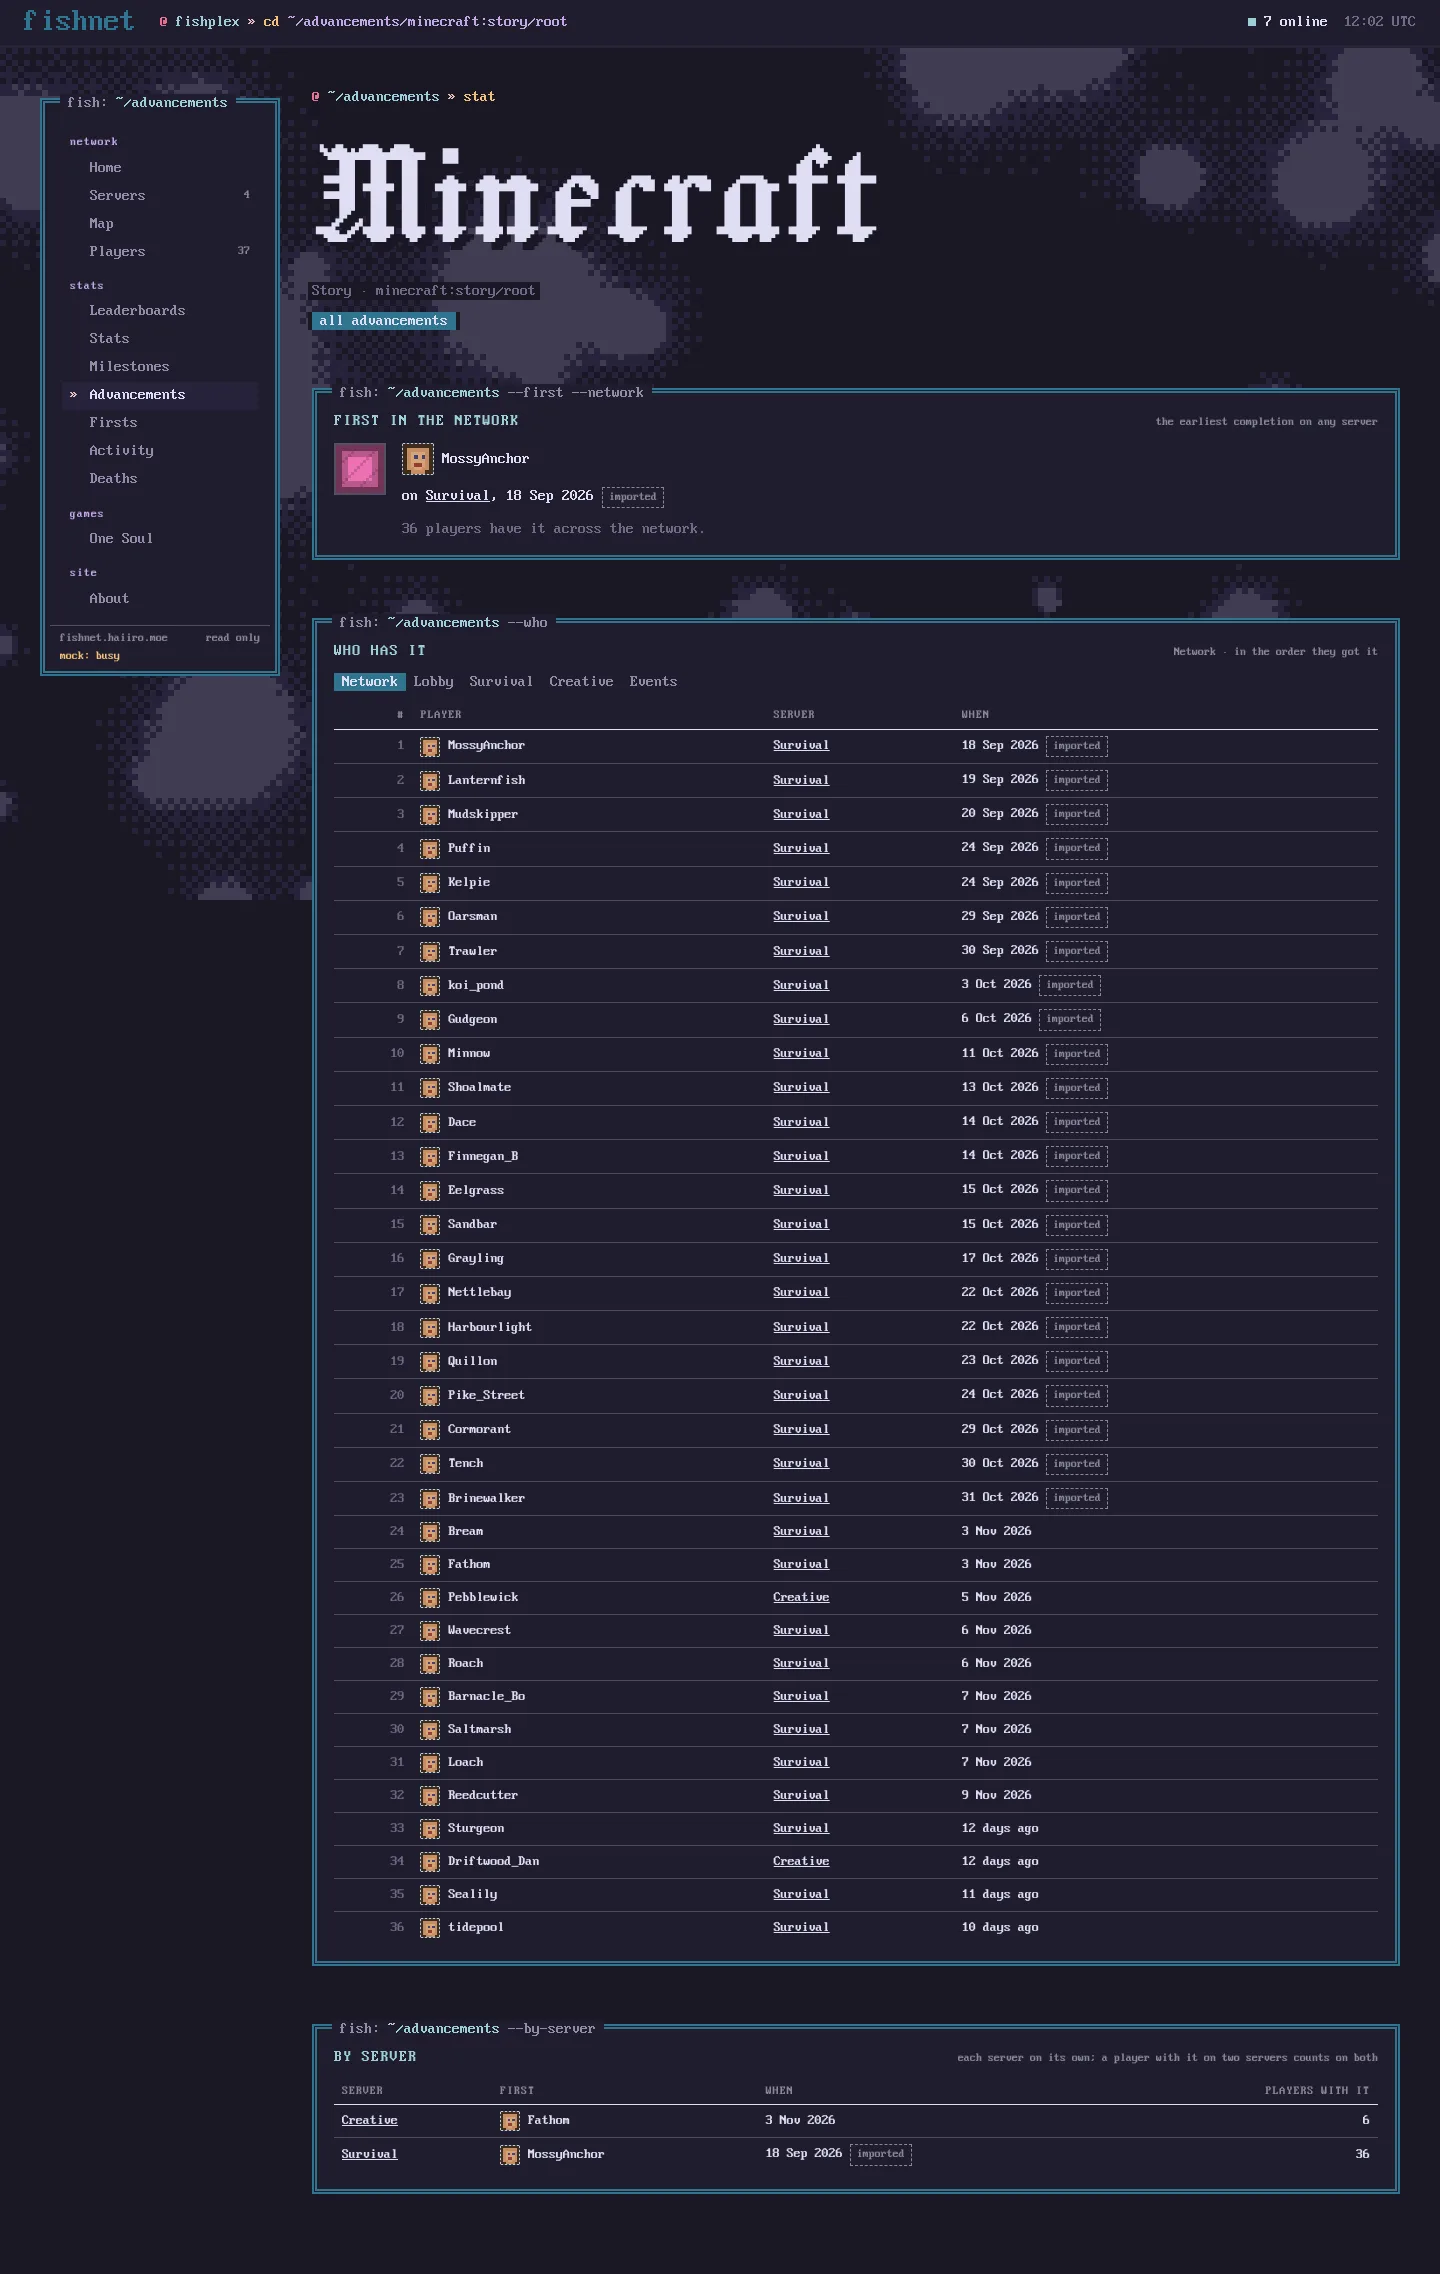 fishnet @ fishplex » cd ~/advancements/minecraft:story/root 7 online 12:02 UTC
fish: ~/advancements
network
Home
Servers 4
Map
Players 37
stats
Leaderboards
Stats
Milestones
» Advancements
Firsts
Activity
Deaths
games
One Soul
site
About
fishnet.haiiro.moe read only
mock: busy
@ ~/advancements » stat
Minecraft
Story · minecraft:story/root
all advancements
fish: ~/advancements --first --network
FIRST IN THE NETWORK the earliest completion on any server
MossyAnchor
on Survival, 18 Sep 2026 imported
36 players have it across the network.
fish: ~/advancements --who
WHO HAS IT Network · in the order they got it
Network Lobby Survival Creative Events
# PLAYER SERVER WHEN
1 MossyAnchor Survival 18 Sep 2026 imported
2 Lanternfish Survival 19 Sep 2026 imported
3 Mudskipper Survival 20 Sep 2026 imported
4 Puffin Survival 24 Sep 2026 imported
5 Kelpie Survival 24 Sep 2026 imported
6 Oarsman Survival 29 Sep 2026 imported
7 Trawler Survival 30 Sep 2026 imported
8 koi_pond Survival 3 Oct 2026 imported
9 Gudgeon Survival 6 Oct 2026 imported
10 Minnow Survival 11 Oct 2026 imported
11 Shoalmate Survival 13 Oct 2026 imported
12 Dace Survival 14 Oct 2026 imported
13 Finnegan_B Survival 14 Oct 2026 imported
14 Eelgrass Survival 15 Oct 2026 imported
15 Sandbar Survival 15 Oct 2026 imported
16 Grayling Survival 17 Oct 2026 imported
17 Nettlebay Survival 22 Oct 2026 imported
18 Harbourlight Survival 22 Oct 2026 imported
19 Quillon Survival 23 Oct 2026 imported
20 Pike_Street Survival 24 Oct 2026 imported
21 Cormorant Survival 29 Oct 2026 imported
22 Tench Survival 30 Oct 2026 imported
23 Brinewalker Survival 31 Oct 2026 imported
24 Bream Survival 3 Nov 2026
25 Fathom Survival 3 Nov 2026
26 Pebblewick Creative 5 Nov 2026
27 Wavecrest Survival 6 Nov 2026
28 Roach Survival 6 Nov 2026
29 Barnacle_Bo Survival 7 Nov 2026
30 Saltmarsh Survival 7 Nov 2026
31 Loach Survival 7 Nov 2026
32 Reedcutter Survival 9 Nov 2026
33 Sturgeon Survival 12 days ago
34 Driftwood_Dan Creative 12 days ago
35 Sealily Survival 11 days ago
36 tidepool Survival 10 days ago
fish: ~/advancements --by-server
BY SERVER each server on its own; a player with it on two servers counts on both
SERVER FIRST WHEN PLAYERS WITH IT
Creative Fathom 3 Nov 2026 6
Survival MossyAnchor 18 Sep 2026 imported 36